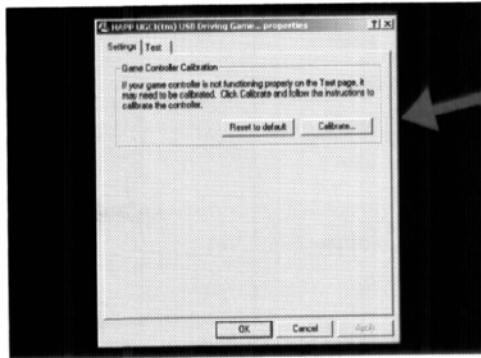 HAPP UGCI(tm) USB Driving Game... properties
Settings Test
Game Controller Calibration
If your game controller is not functioning properly on the Test page, it
may need to be calibrated. Click Calibrate and follow the instructions to
calibrate the controller.
Reset to default Calibrate...
OK Cancel Apply